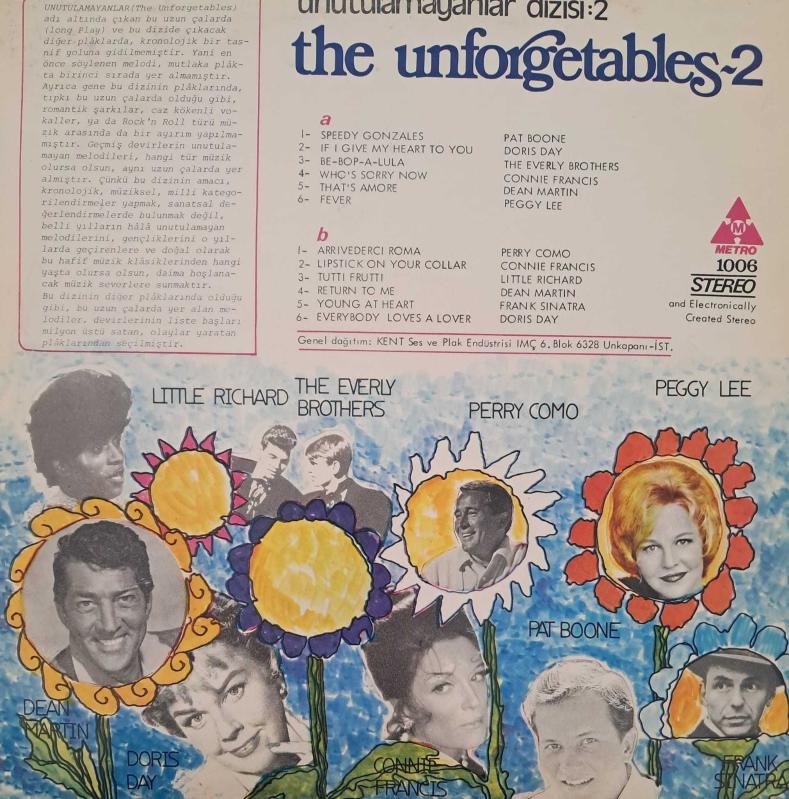 UNUTULAMAYANLAR(The Unforgetables)
adı altında çıkan bu uzun çalarda
(long Play) ve bu dizide çıkacak
diğer plâklarda, kronolojik bir tas-
nif yoluna gidilmemiştir. Yani en
önce söylenen melodi, mutlaka plâk-
ta birinci sırada yer almamıştır.
Ayrıca gene bu dizinin plâklarında,
tıpkı bu uzun çalarda olduğu gibi,
romantik şarkılar, caz kökenli vo-
kaller, ya da Rock'n Roll türü mü-
zik arasında da bir ayırım yapılma-
mıştır. Geçmiş devirlerin unutula-
mayan melodileri, hangi tür müzik
olursa olsun, aynı uzun çalarda yer
almıştır. Çünkü bu dizinin amacı,
kronolojik, müziksel, milli katego-
rilendirmeler yapmak, sanatsal de-
ğerlendirmelerde bulunmak değil,
belli yılların hâlâ unutulamayan
melodilerini, gençliklerini o yıl-
larda geçirenlere ve doğal olarak
bu hafif müzik klâsiklerinden hangi
yaşta olursa olsun, daima hoşlana-
cak müzik severlere sunmaktır.
Bu dizinin diğer plâklarında olduğu
gibi, bu uzun çalarda yer alan me-
lodiler, devirlerinin liste başları
milyon üstü satan, olaylar yaratan
plâklarından seçilmiştir.
unutulamayanlar dizisi:2
the unforgetables-2
a
1- SPEEDY GONZALES PAT BOONE
2- IF I GIVE MY HEART TO YOU DORIS DAY
3- BE-BOP-A-LULA THE EVERLY BROTHERS
4- WHO'S SORRY NOW CONNIE FRANCIS
5- THAT'S AMORE DEAN MARTIN
6- FEVER PEGGY LEE
b
1- ARRIVEDERCI ROMA PERRY COMO
2- LIPSTICK ON YOUR COLLAR CONNIE FRANCIS
3- TUTTI FRUTTI LITTLE RICHARD
4- RETURN TO ME DEAN MARTIN
5- YOUNG AT HEART FRANK SINATRA
6- EVERYBODY LOVES A LOVER DORIS DAY
M
METRO
1006
STEREO
and Electronically
Created Stereo
Genel dağıtım: KENT Ses ve Plak Endüstrisi IMÇ 6. Blok 6328 Unkapanı-İST.
LITTLE RICHARD
THE EVERLY
BROTHERS
PERRY COMO
PEGGY LEE
PAT BOONE
DEAN
MARTIN
DORIS
DAY
CONNIE
FRANCIS
FRANK
SINATRA